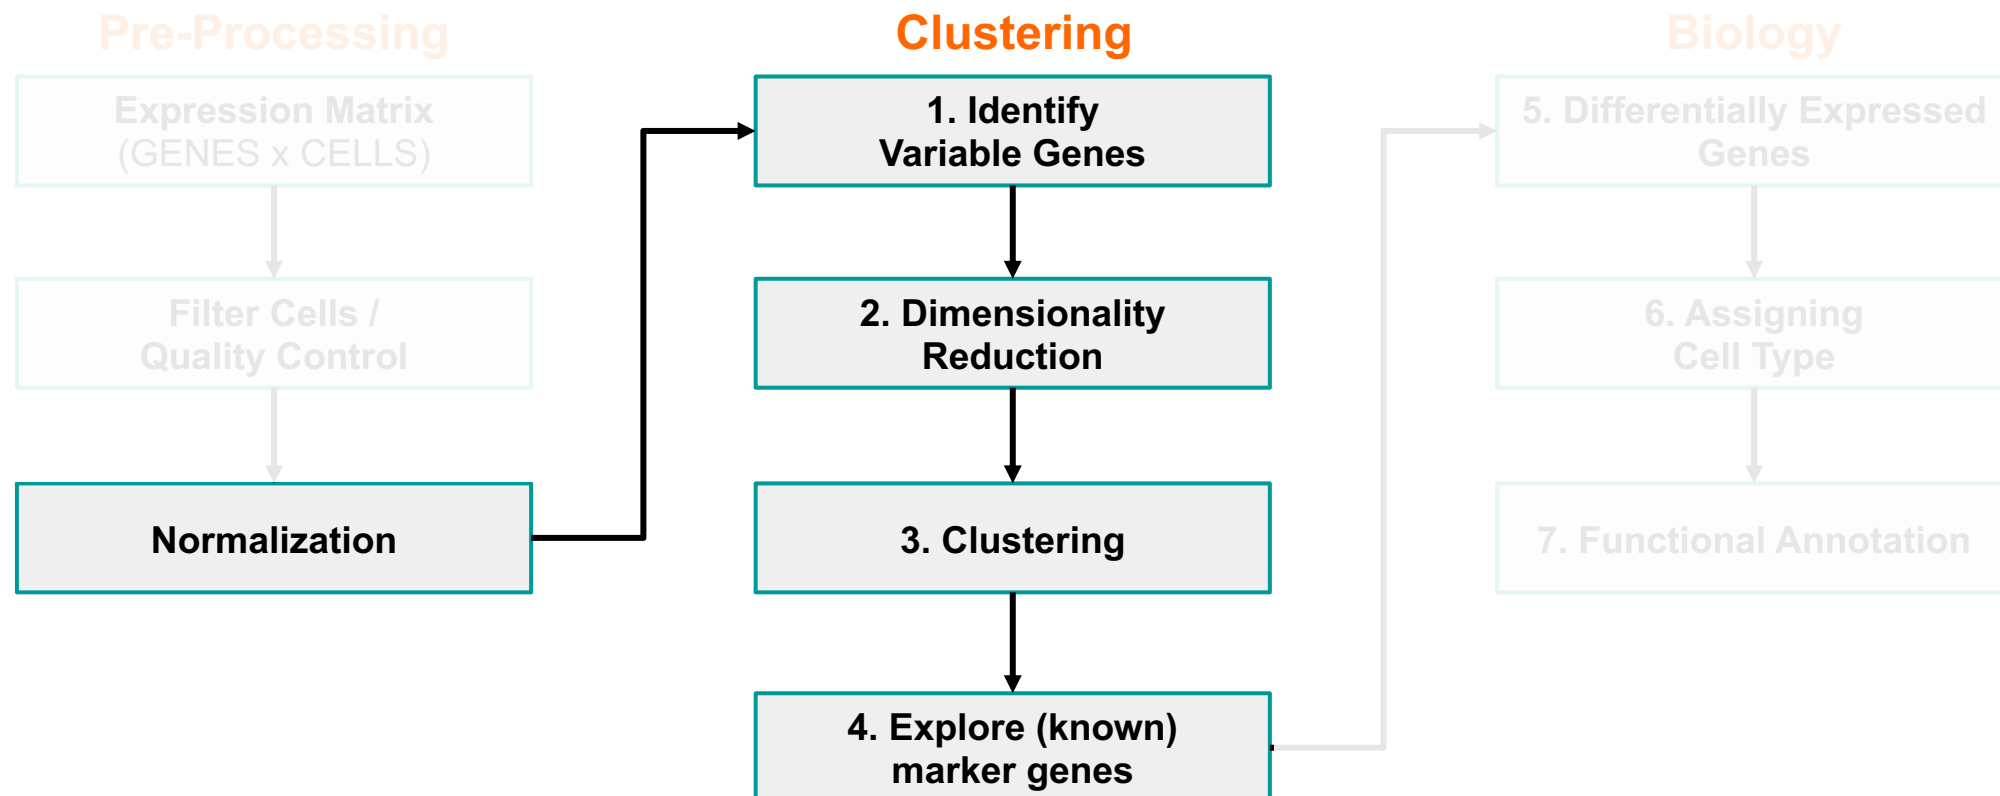 Pre-Processing
Expression Matrix
(GENES x CELLS)
Filter Cells /
Quality Control
Normalization
Clustering
1. Identify
Variable Genes
2. Dimensionality
Reduction
3. Clustering
4. Explore (known)
marker genes
Biology
5. Differentially Expressed
Genes
6. Assigning
Cell Type
7. Functional Annotation